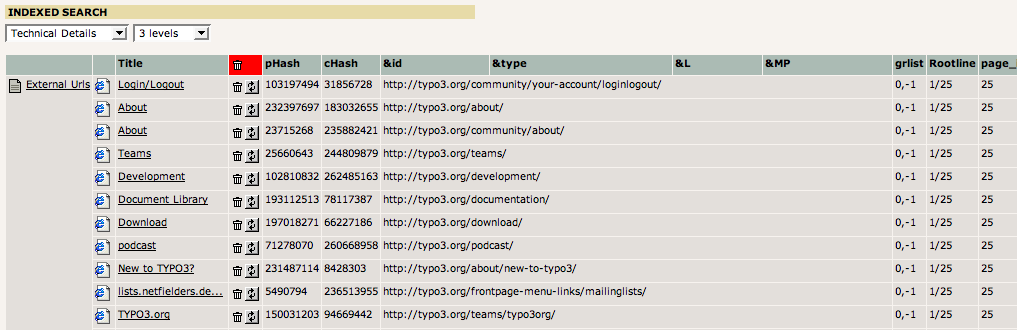 INDEXED SEARCH
Technical Details 3 levels
Title pHash cHash &id &type &L &MP grlist Rootline page_
External Urls Login/Logout 103197494 31856728 http://typo3.org/community/your-account/loginlogout/ 0,-1 1/25 25
About 232397697 183032655 http://typo3.org/about/ 0,-1 1/25 25
About 23715268 235882421 http://typo3.org/community/about/ 0,-1 1/25 25
Teams 25660643 244809879 http://typo3.org/teams/ 0,-1 1/25 25
Development 102810832 262485163 http://typo3.org/development/ 0,-1 1/25 25
Document Library 193112513 78117387 http://typo3.org/documentation/ 0,-1 1/25 25
Download 197018271 66227186 http://typo3.org/download/ 0,-1 1/25 25
podcast 71278070 260668958 http://typo3.org/podcast/ 0,-1 1/25 25
New to TYPO3? 231487114 8428303 http://typo3.org/about/new-to-typo3/ 0,-1 1/25 25
lists.netfielders.de... 5490794 236513955 http://typo3.org/frontpage-menu-links/mailinglists/ 0,-1 1/25 25
TYPO3.org 150031203 94669442 http://typo3.org/teams/typo3org/ 0,-1 1/25 25